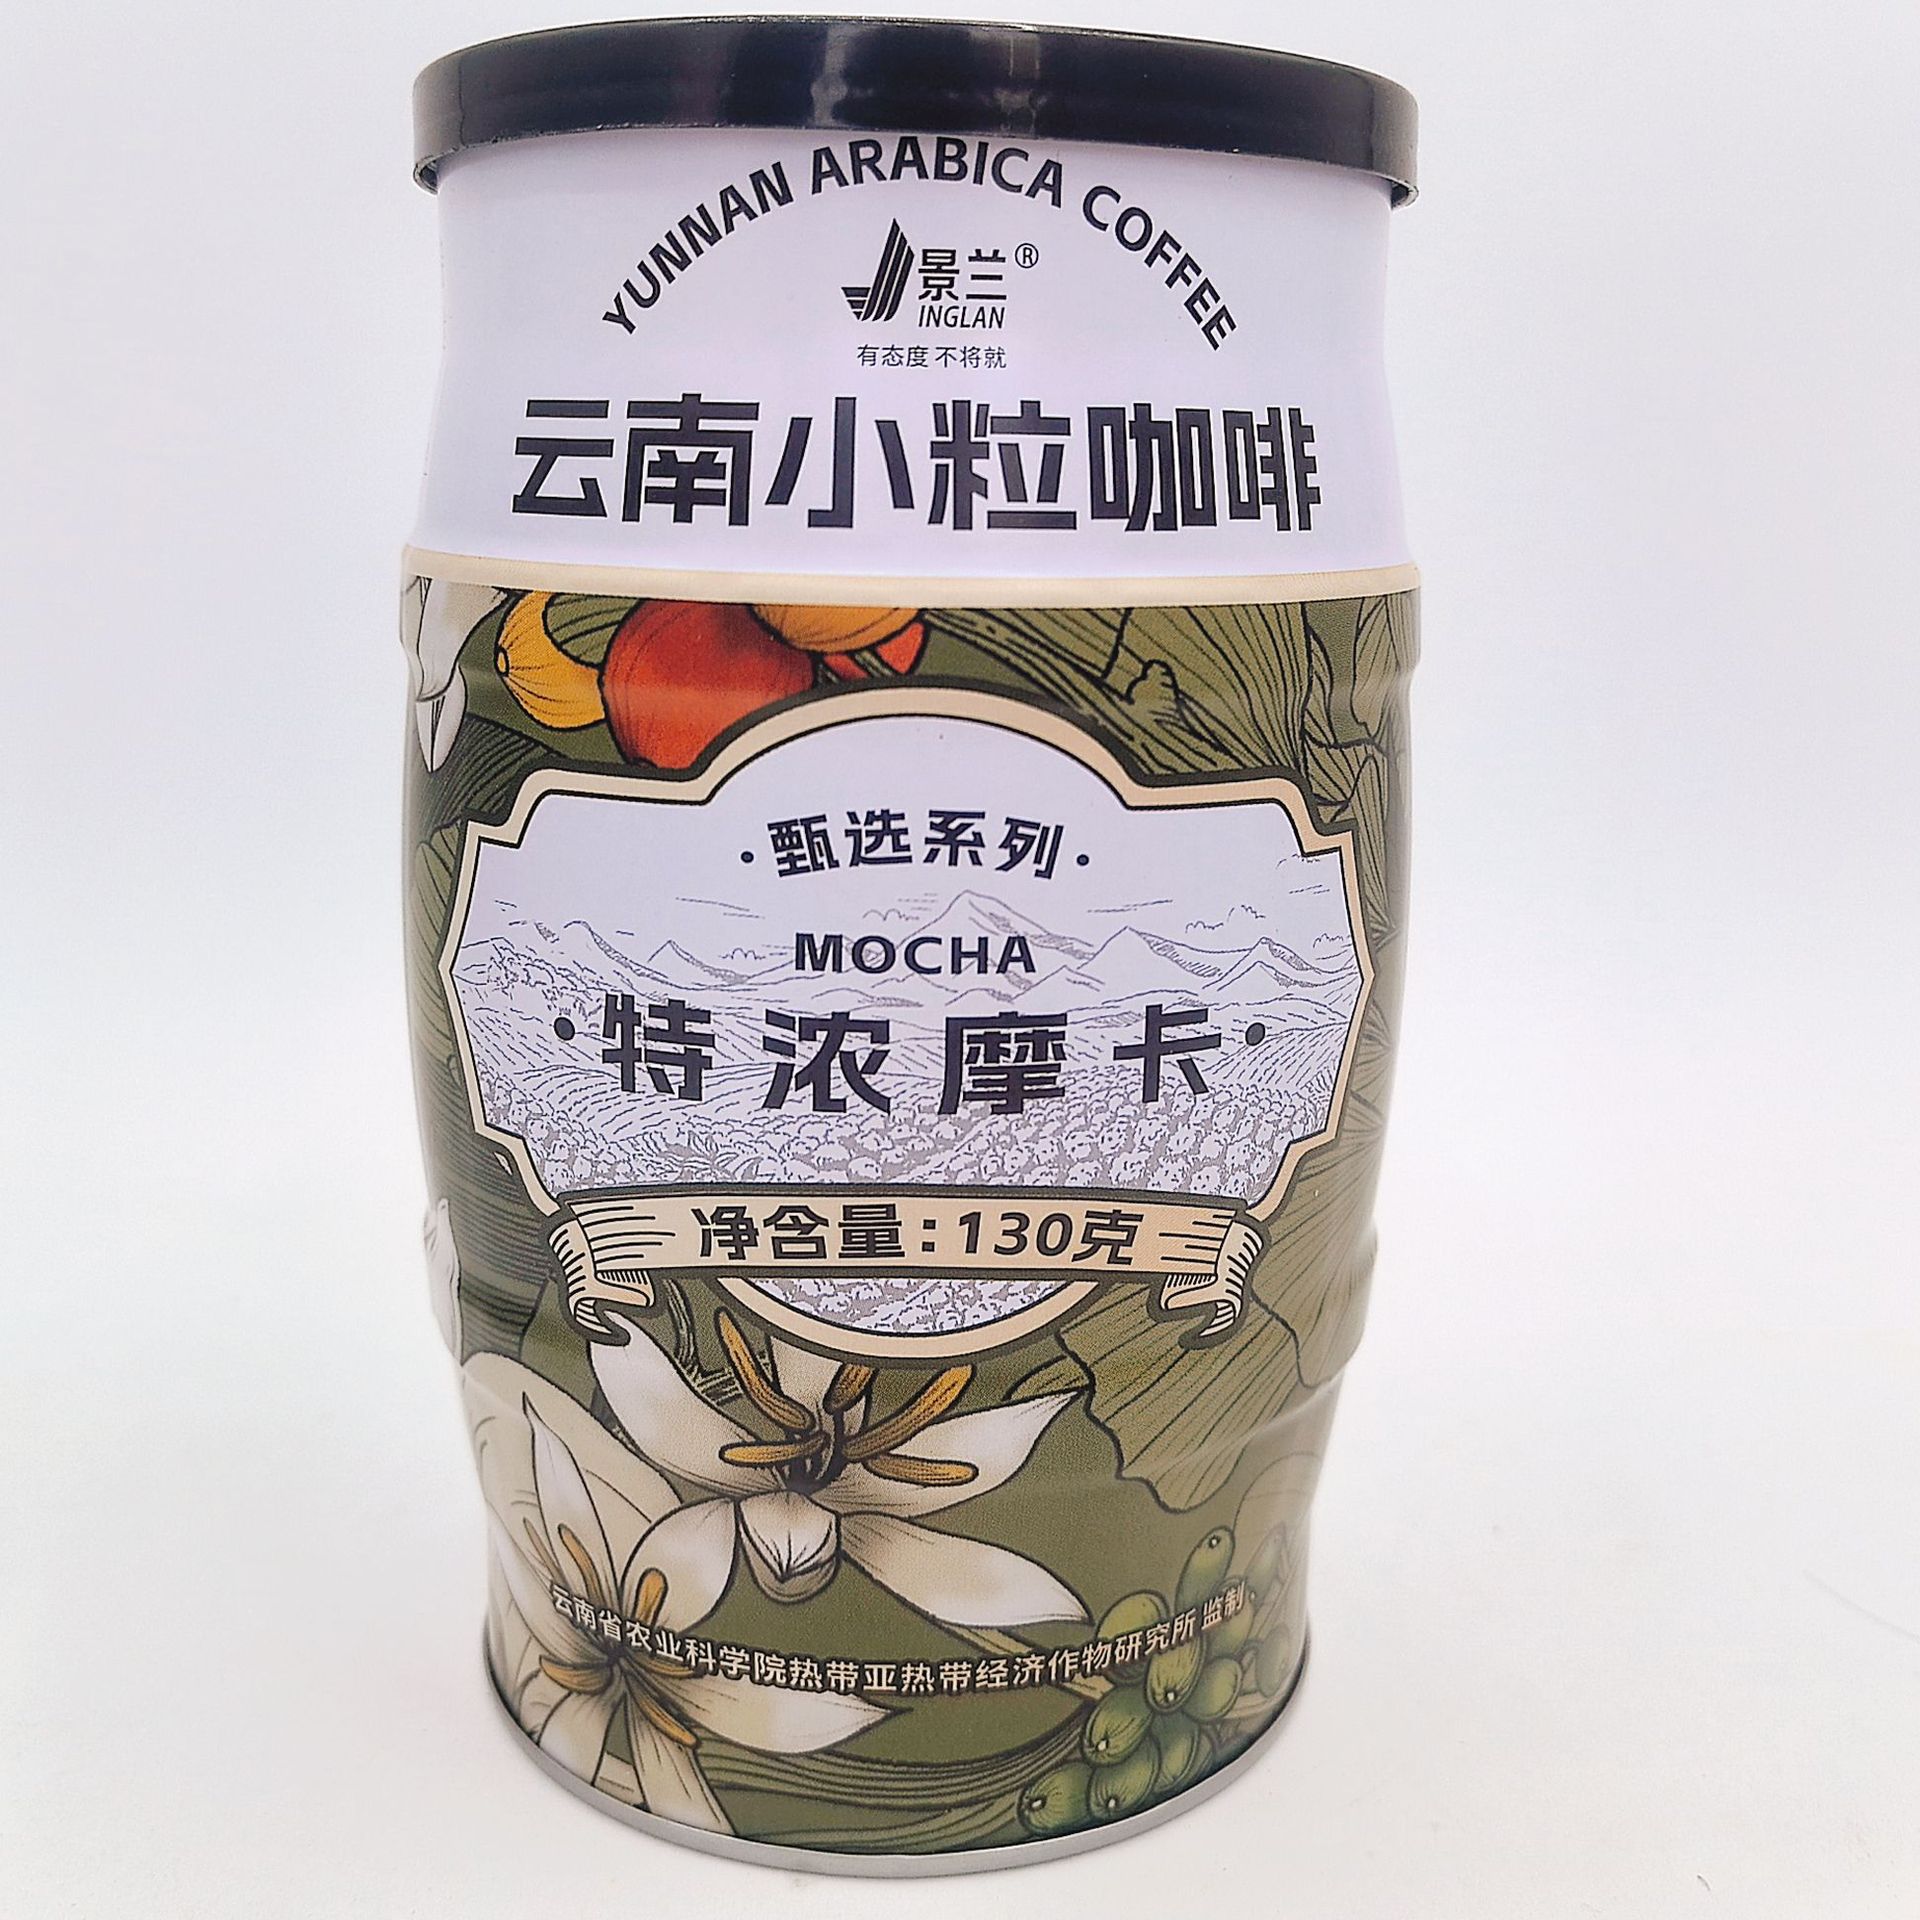 YUNNAN ARABICA COFFEE
景兰®
INGLAN
有态度 不将就
云南小粒咖啡
·甄选系列·
MOCHA
·特浓摩卡·
净含量:130克
云南省农业科学院热带亚热带经济作物研究所 监制